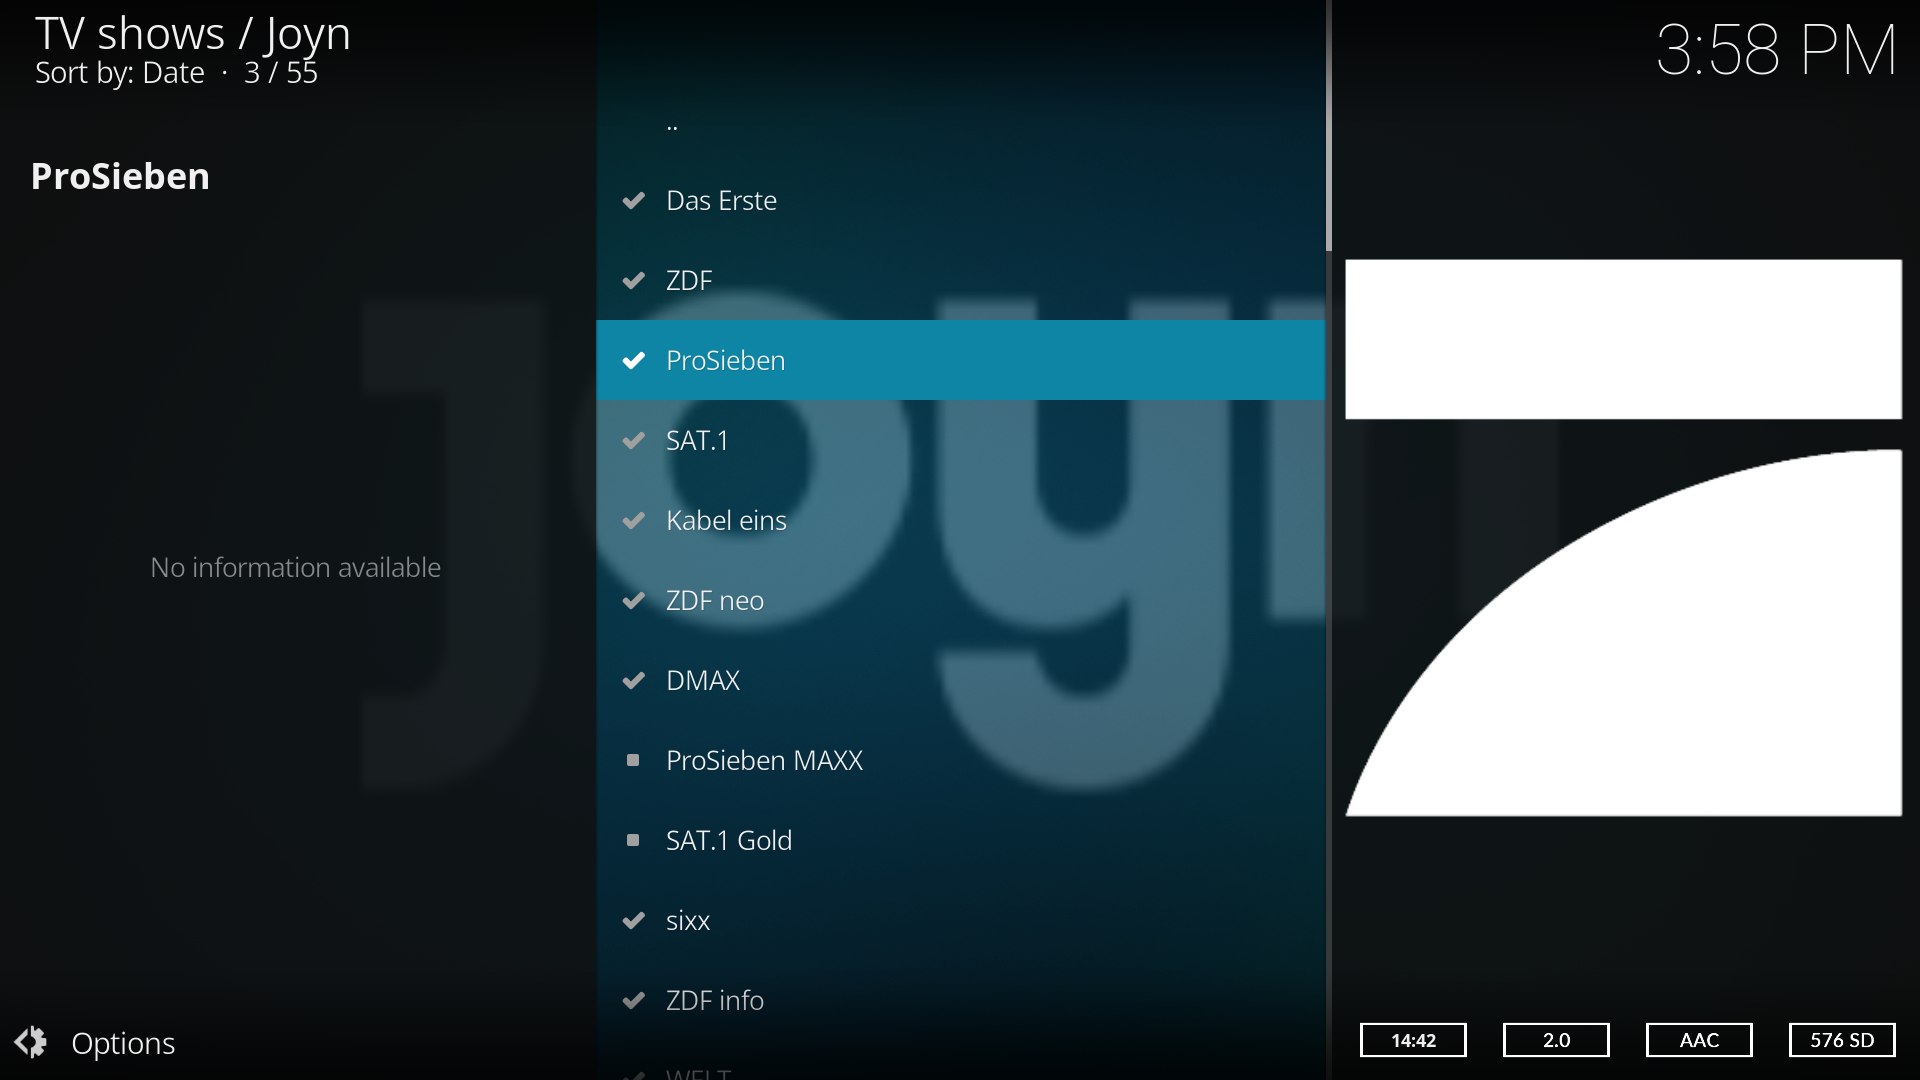 TV shows / Joyn
Sort by: Date · 3 / 55
3:58 PM
ProSieben
No information available
..
Das Erste
ZDF
ProSieben
SAT.1
Kabel eins
ZDF neo
DMAX
ProSieben MAXX
SAT.1 Gold
sixx
ZDF info
WELT
joyn
Options
14:42
2.0
AAC
576 SD